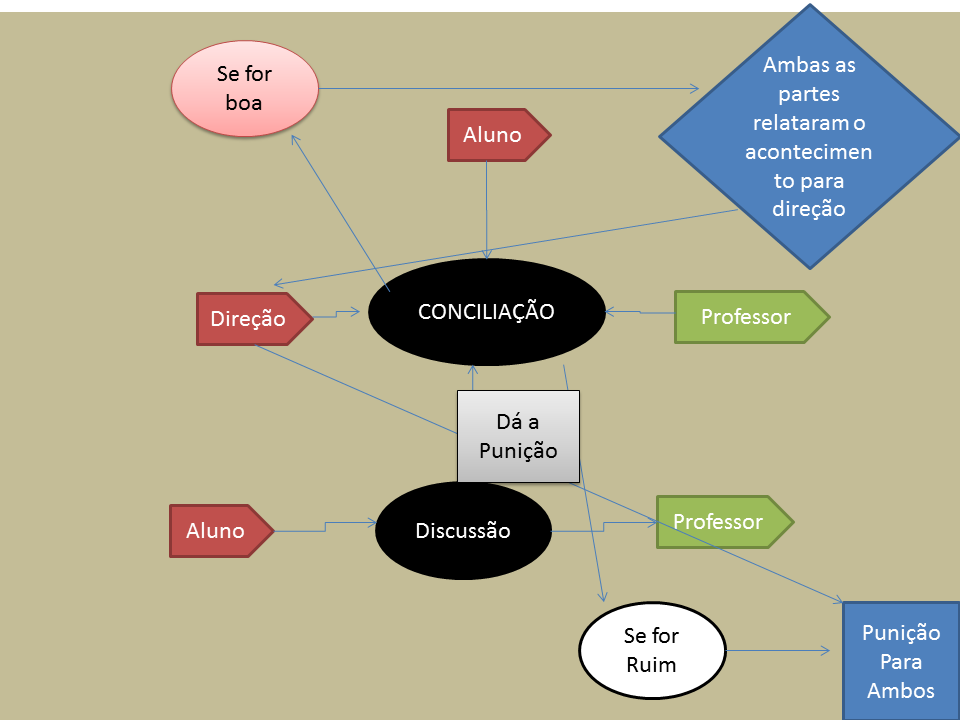 Se for
boa
Ambas as
partes
relataram o
acontecimen
to para
direção
Aluno
Direção
CONCILIAÇÃO
Professor
Dá a
Punição
Aluno
Discussão
Professor
Se for
Ruim
Punição
Para
Ambos